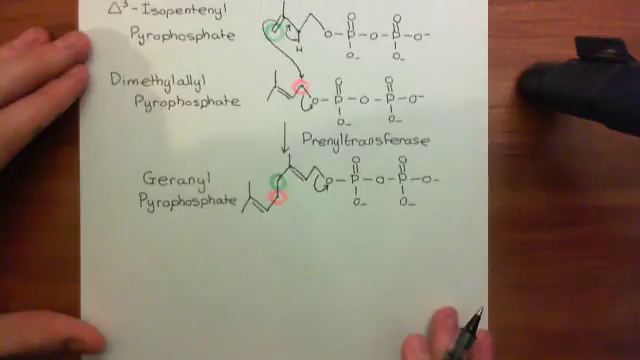 Δ³-Isopentenyl
Pyrophosphate
H
O-P-O-P-O-
O
O
O-
O-
Dimethylallyl
Pyrophosphate
O-P-O-P-O-
O
O
O-
O-
Prenyltransferase
Geranyl
Pyrophosphate
O-P-O-P-O-
O
O
O-
O-